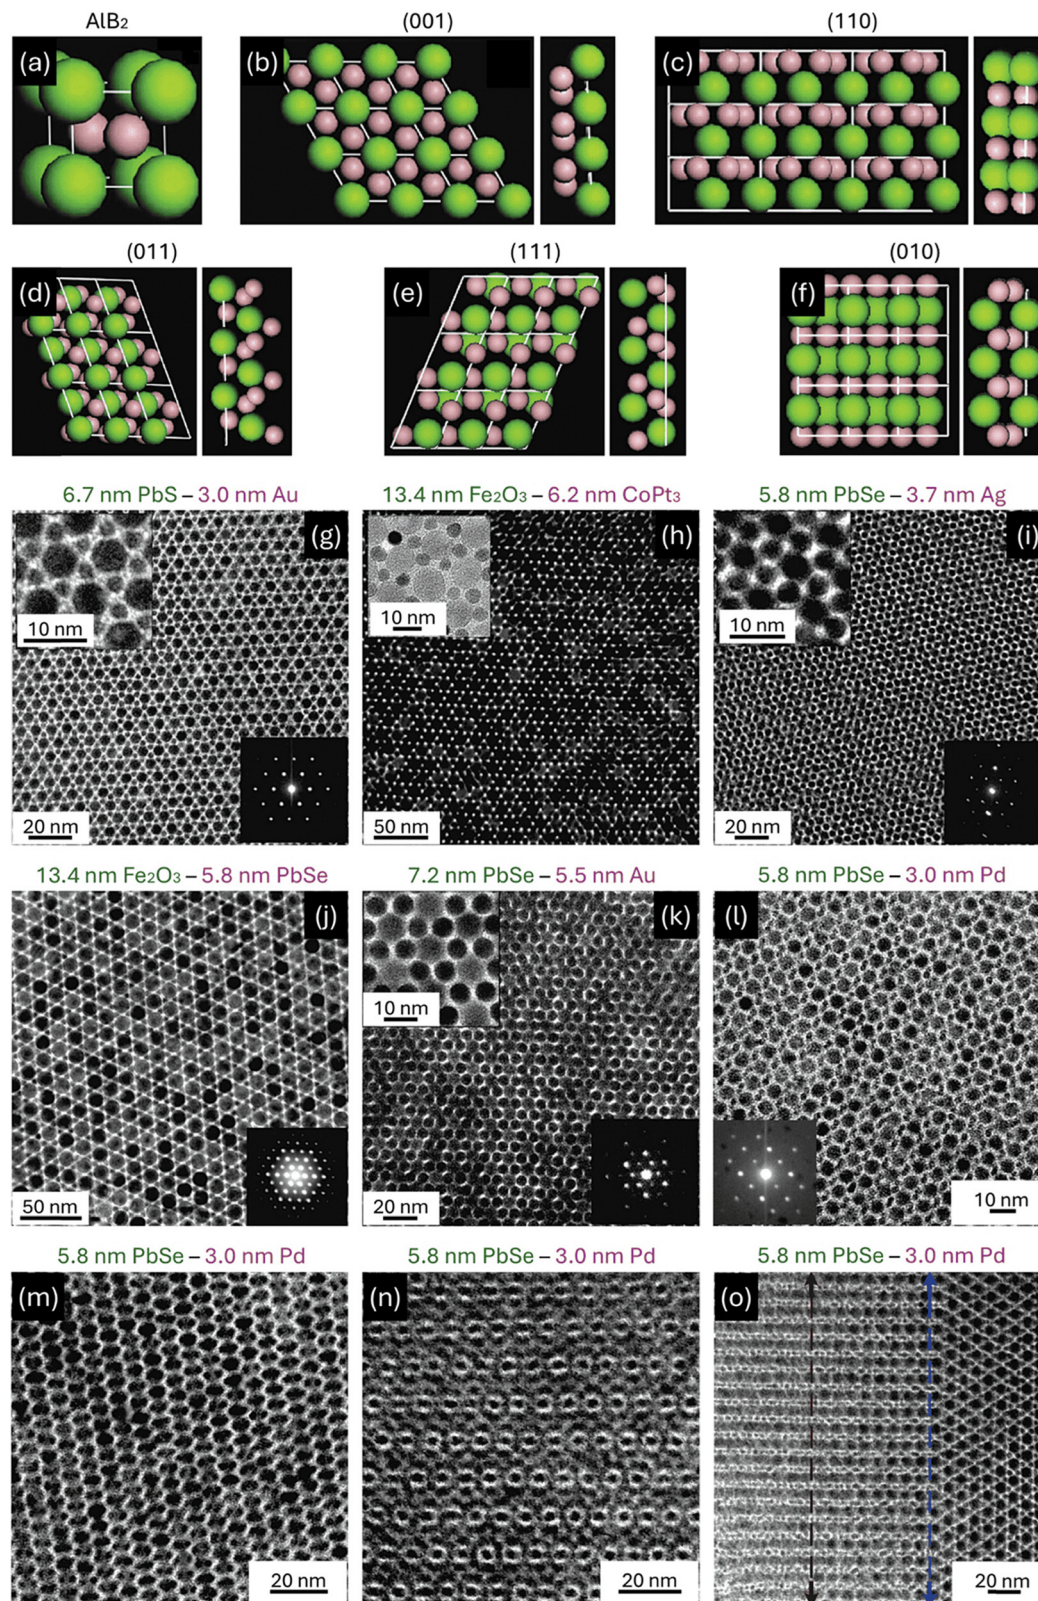 AlB₂ (001) (110)
(a) (b) (c)
(011) (111) (010)
(d) (e) (f)
6.7 nm PbS – 3.0 nm Au 13.4 nm Fe₂O₃ – 6.2 nm CoPt₃ 5.8 nm PbSe – 3.7 nm Ag
(g) (h) (i)
10 nm 10 nm 10 nm
20 nm 50 nm 20 nm
13.4 nm Fe₂O₃ – 5.8 nm PbSe 7.2 nm PbSe – 5.5 nm Au 5.8 nm PbSe – 3.0 nm Pd
(j) (k) (l)
10 nm
50 nm 20 nm 10 nm
5.8 nm PbSe – 3.0 nm Pd 5.8 nm PbSe – 3.0 nm Pd 5.8 nm PbSe – 3.0 nm Pd
(m) (n) (o)
20 nm 20 nm 20 nm